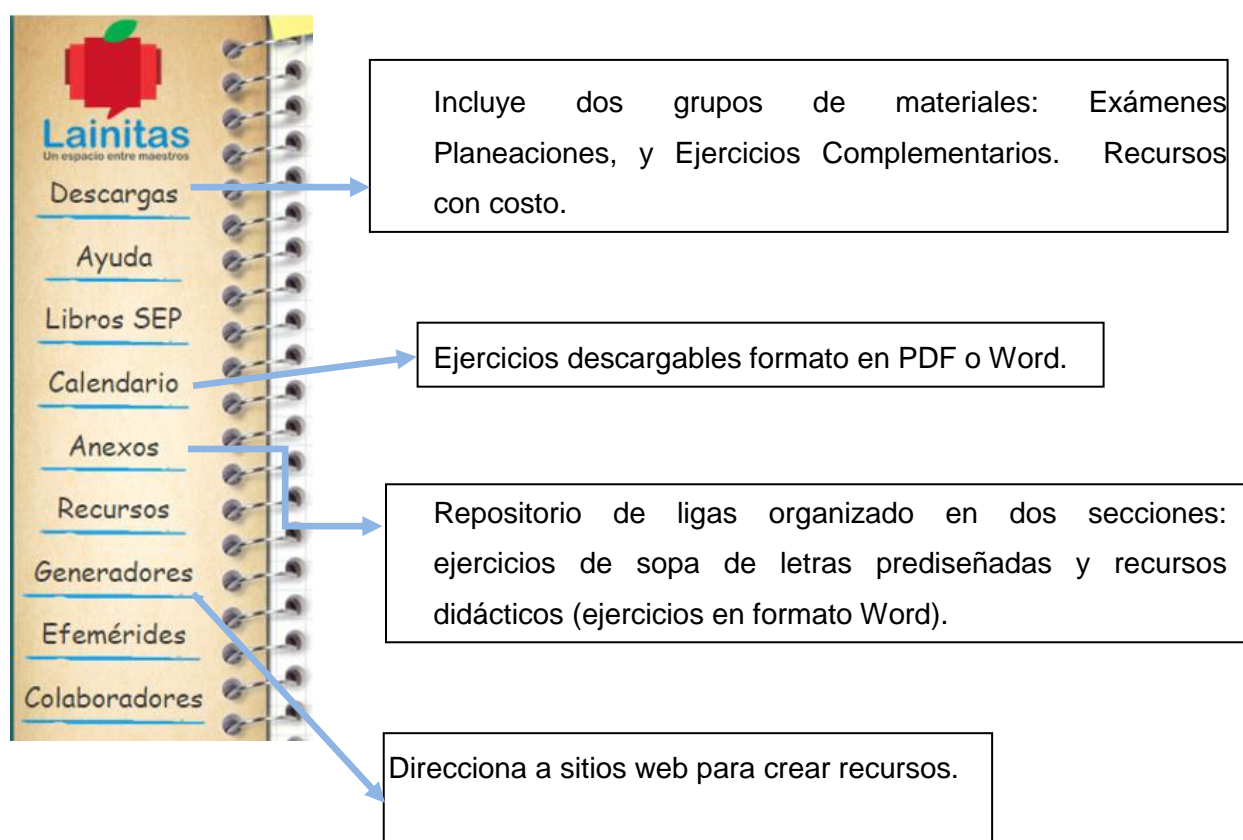 Lainitas
Un espacio entre maestros
Descargas
Ayuda
Libros SEP
Calendario
Anexos
Recursos
Generadores
Efemérides
Colaboradores
Incluye dos grupos de materiales: Exámenes
Planeaciones, y Ejercicios Complementarios. Recursos
con costo.
Ejercicios descargables formato en PDF o Word.
Repositorio de ligas organizado en dos secciones:
ejercicios de sopa de letras prediseñadas y recursos
didácticos (ejercicios en formato Word).
Direcciona a sitios web para crear recursos.